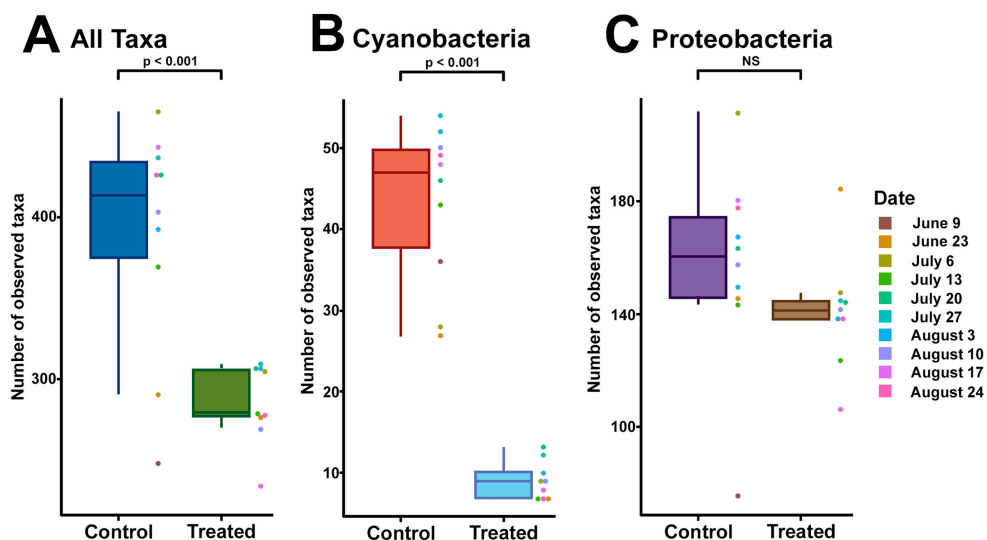 A All Taxa
p < 0.001
Number of observed taxa
400
300
Control Treated
B Cyanobacteria
p < 0.001
Number of observed taxa
50
40
30
20
10
Control Treated
C Proteobacteria
NS
Number of observed taxa
180
140
100
Control Treated
Date
June 9
June 23
July 6
July 13
July 20
July 27
August 3
August 10
August 17
August 24